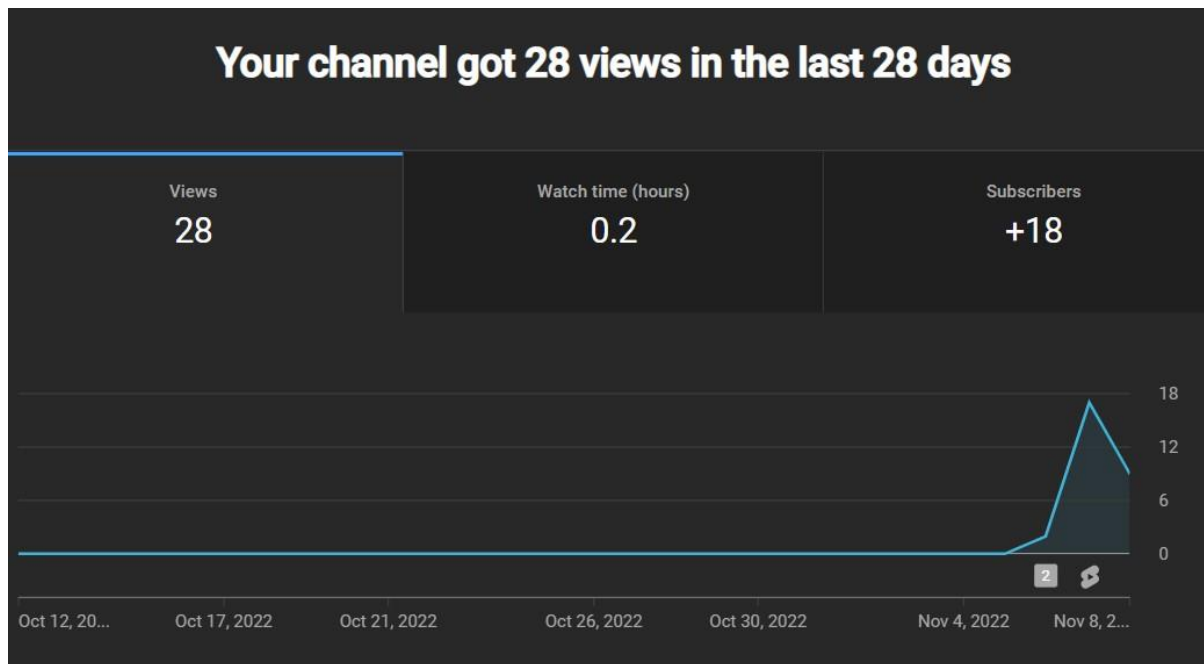 Your channel got 28 views in the last 28 days
Views
28
Watch time (hours)
0.2
Subscribers
+18
18
12
6
0
2
Oct 12, 20...
Oct 17, 2022
Oct 21, 2022
Oct 26, 2022
Oct 30, 2022
Nov 4, 2022
Nov 8, 2...